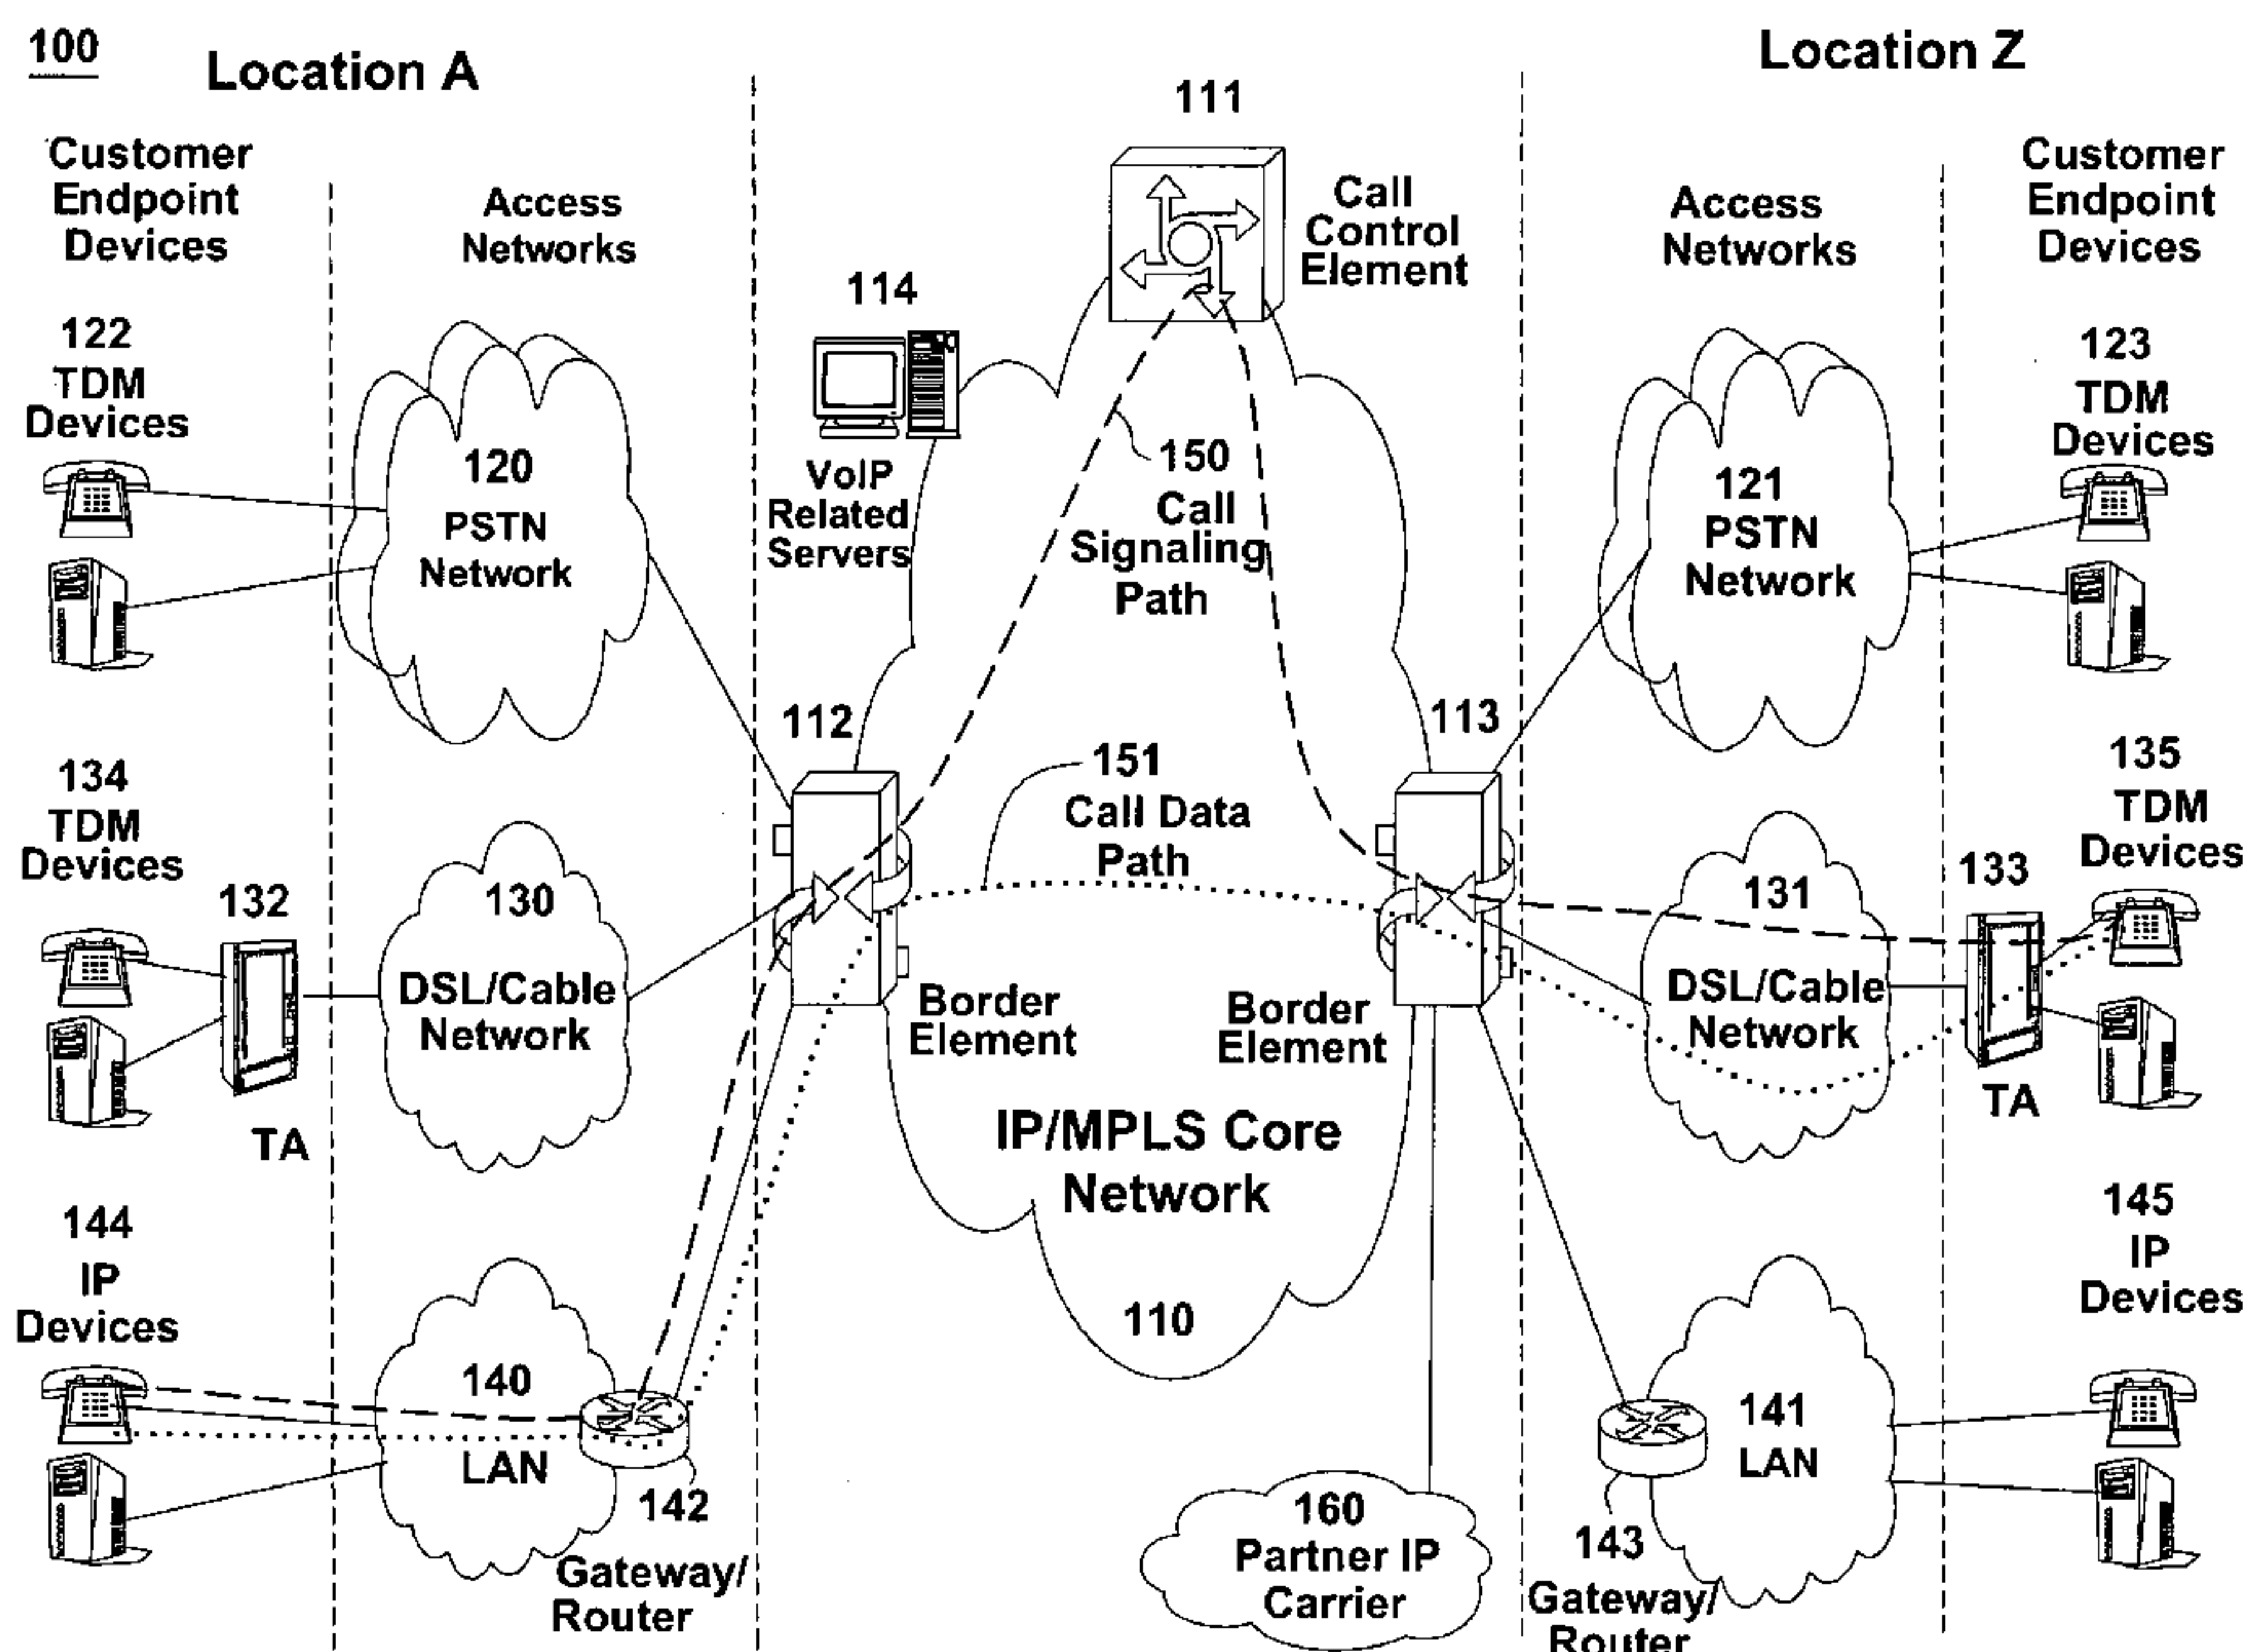 100
Location A
Location Z
Customer
Endpoint
Devices
Access
Networks
111
Call
Control
Element
Access
Networks
Customer
Endpoint
Devices
122
TDM
Devices
120
PSTN
Network
114
VoIP
Related
Servers
150
Call
Signaling
Path
121
PSTN
Network
123
TDM
Devices
134
TDM
Devices
132
TA
130
DSL/Cable
Network
112
Border
Element
151
Call Data
Path
113
Border
Element
131
DSL/Cable
Network
133
TA
135
TDM
Devices
IP/MPLS Core
Network
110
144
IP
Devices
140
LAN
142
Gateway/
Router
160
Partner IP
Carrier
143
Gateway/
Router
141
LAN
145
IP
Devices